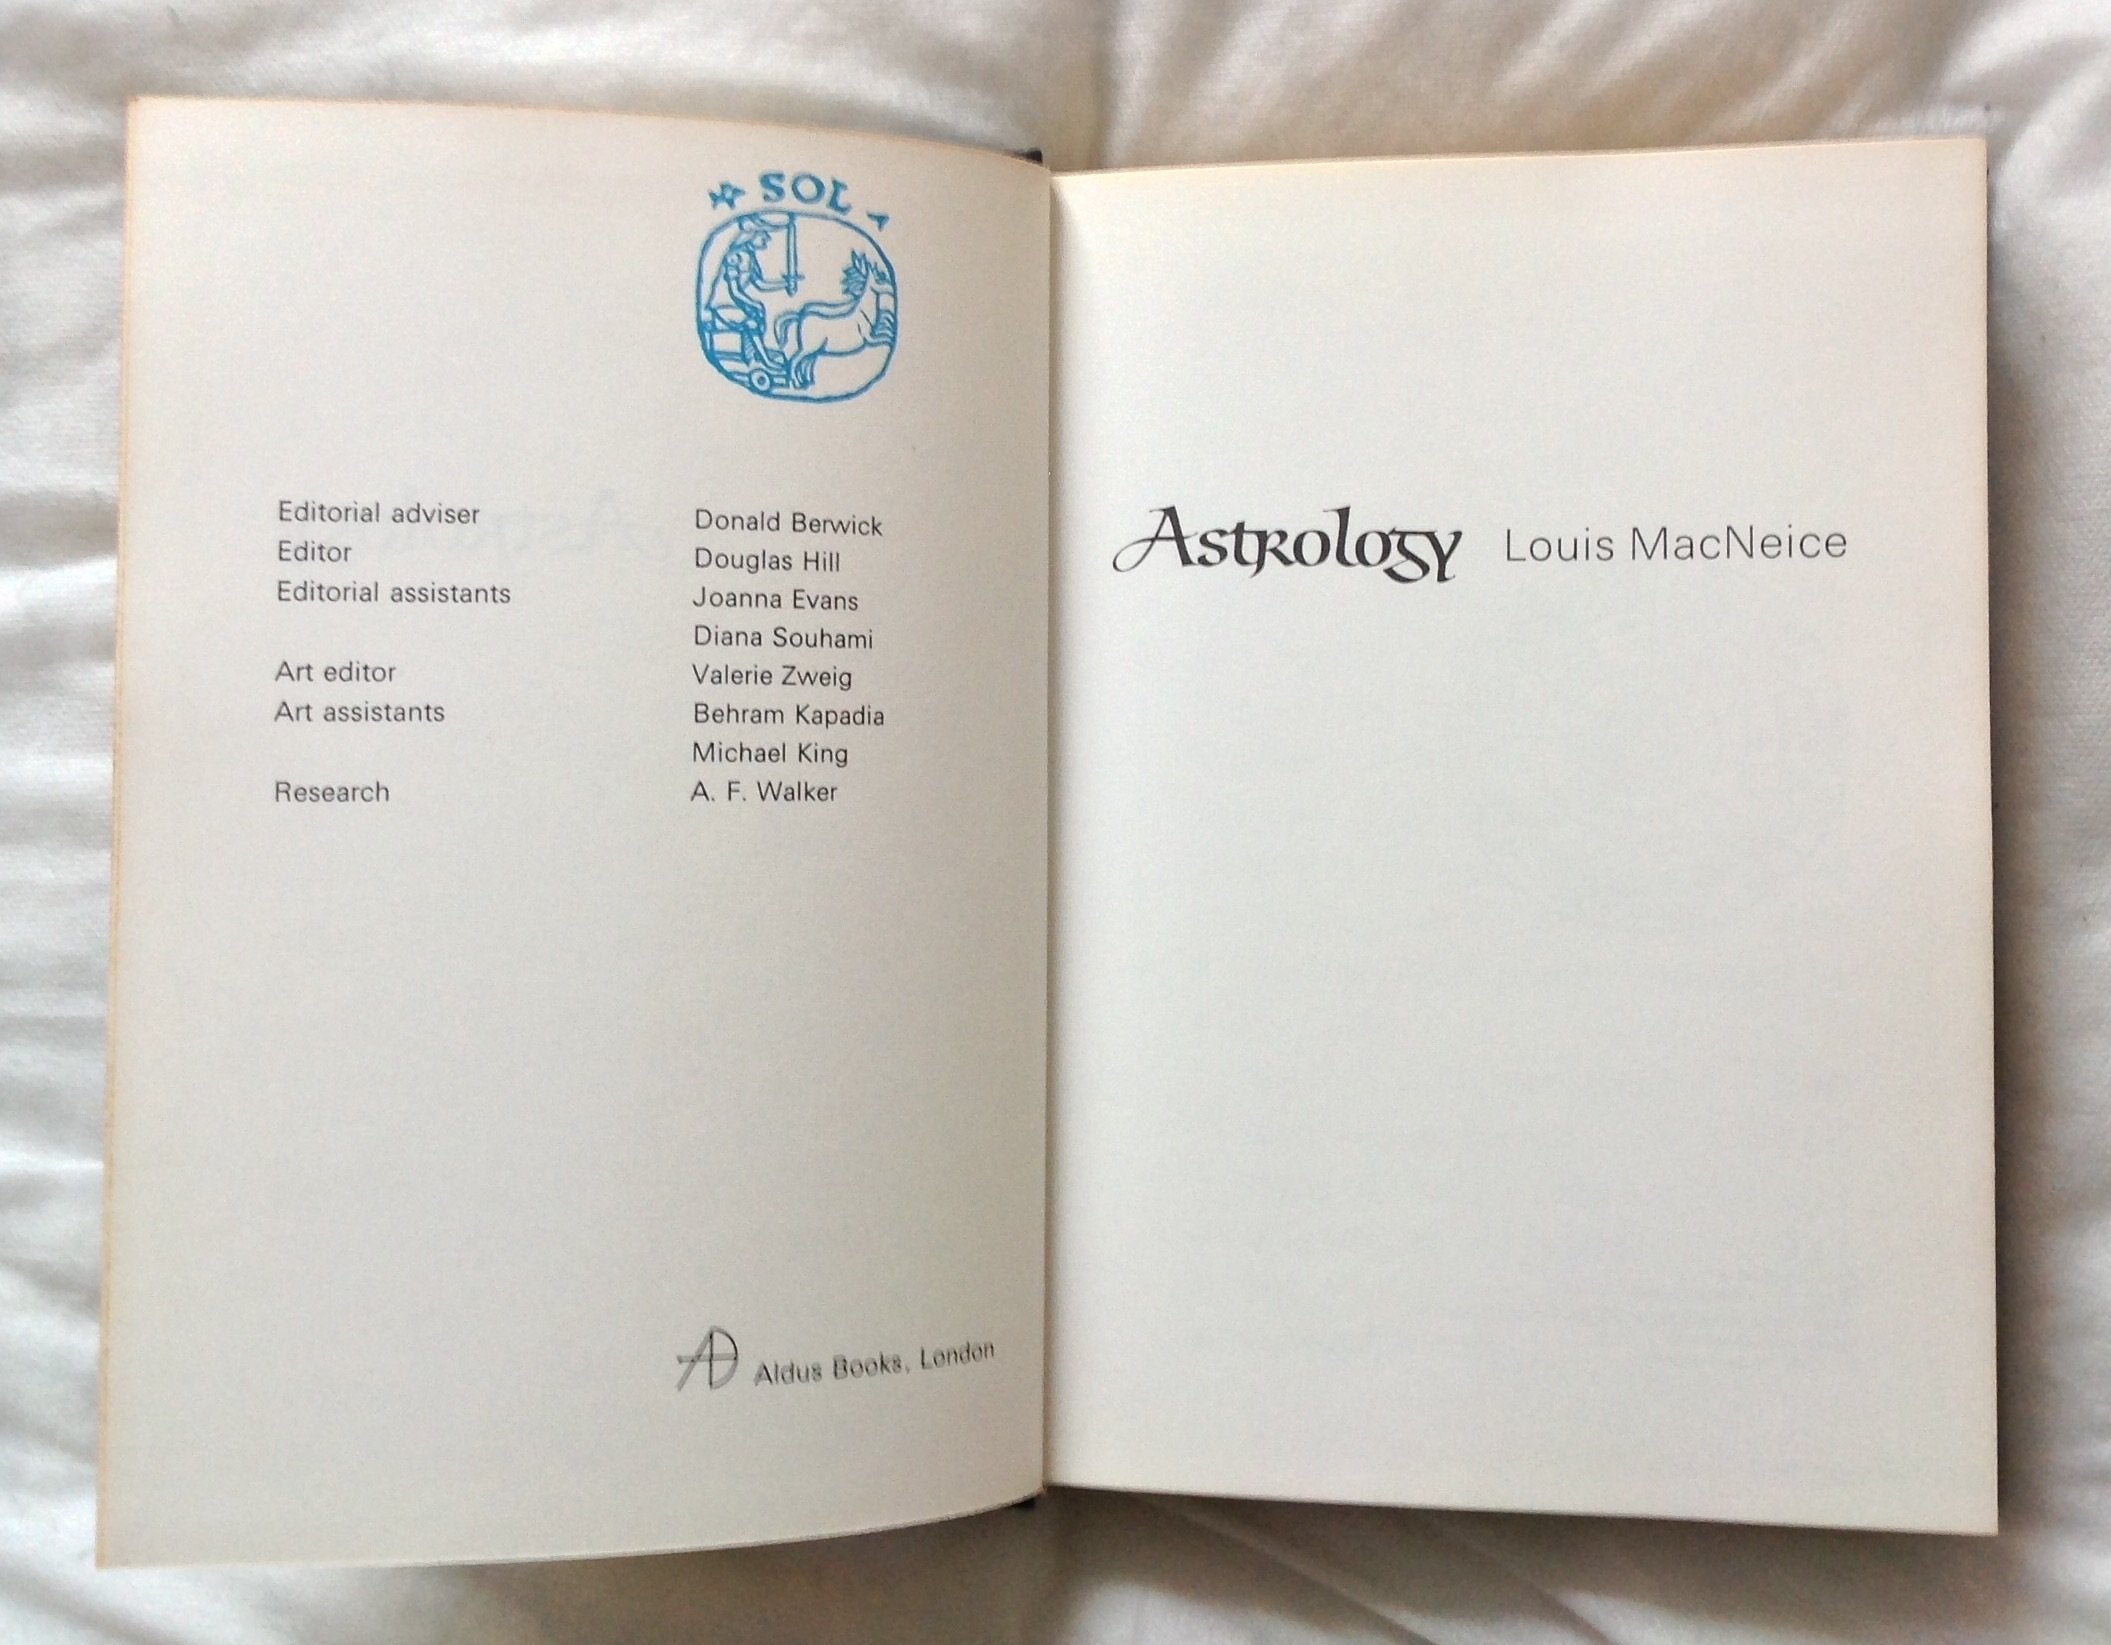 SOL
Editorial adviser Donald Berwick
Editor Douglas Hill
Editorial assistants Joanna Evans
Diana Souhami
Art editor Valerie Zweig
Art assistants Behram Kapadia
Michael King
Research A. F. Walker
Aldus Books, London
Astrology Louis MacNeice